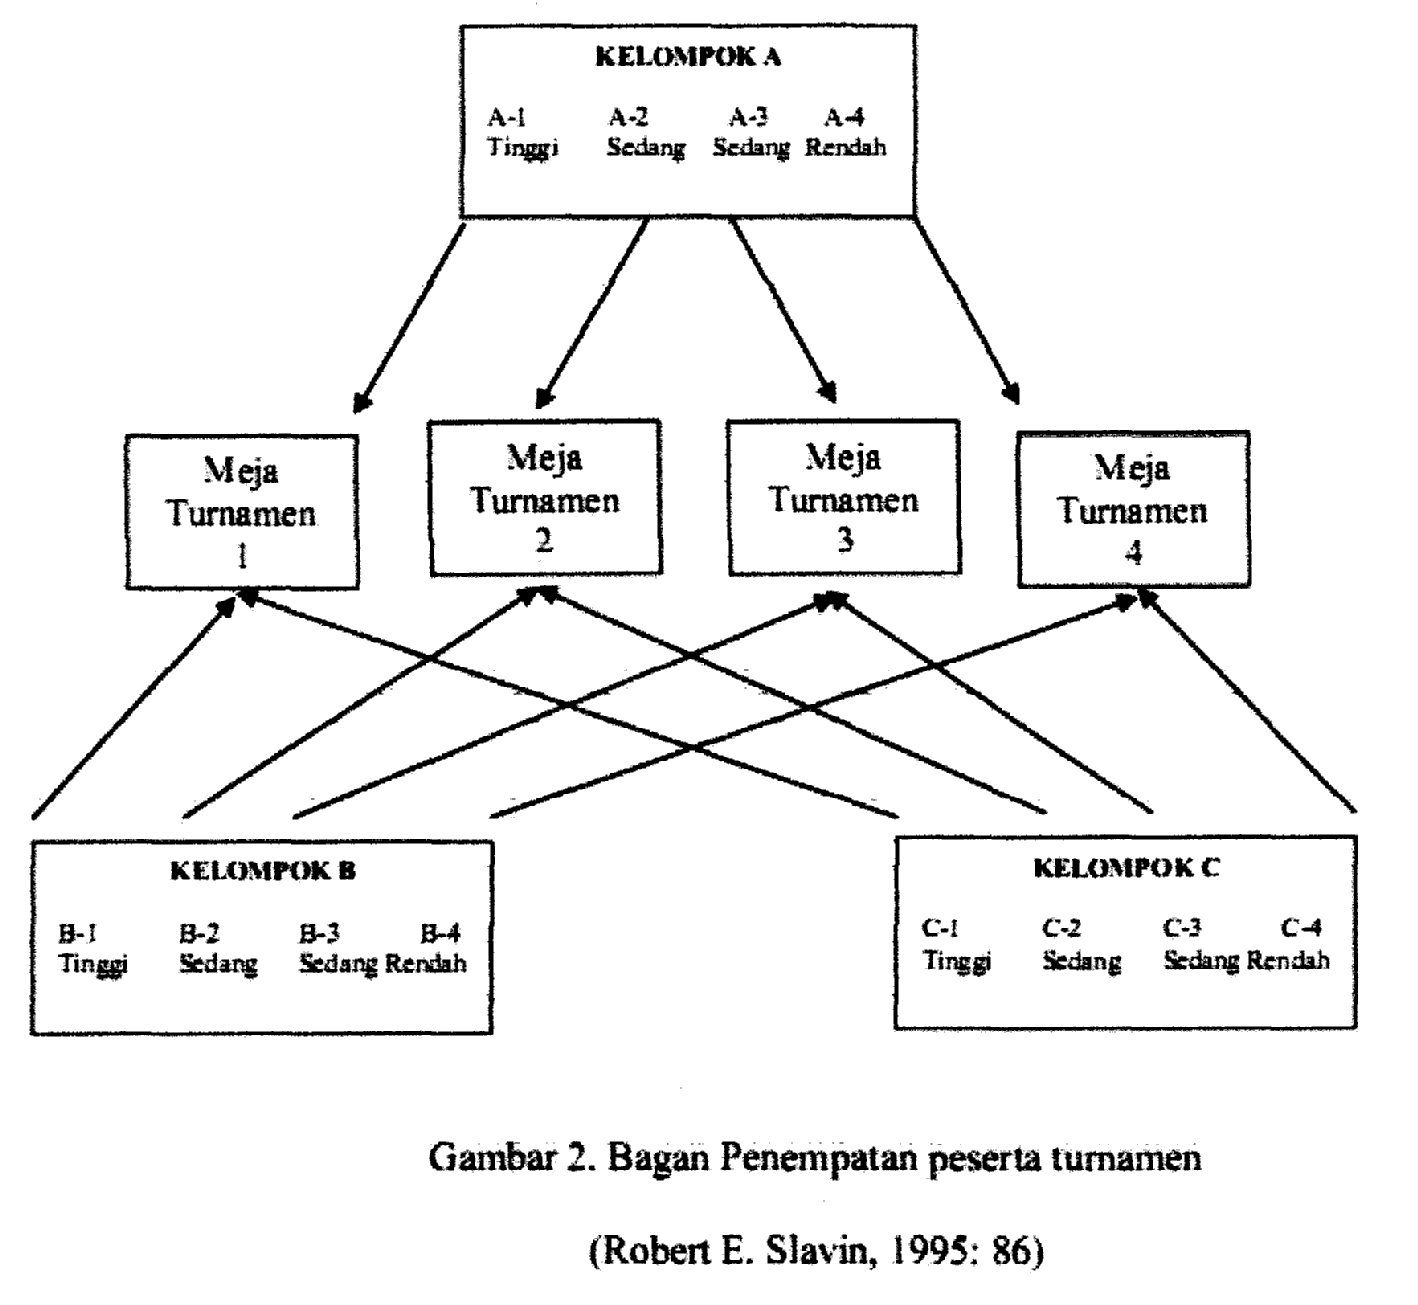 KELOMPOK A
A-1 A-2 A-3 A-4
Tinggi Sedang Sedang Rendah
Meja
Turnamen
1
Meja
Turnamen
2
Meja
Turnamen
3
Meja
Turnamen
4
KELOMPOK B
B-1 B-2 B-3 B-4
Tinggi Sedang Sedang Rendah
KELOMPOK C
C-1 C-2 C-3 C-4
Tinggi Sedang Sedang Rendah
Gambar 2. Bagan Penempatan peserta turnamen
(Robert E. Slavin, 1995: 86)